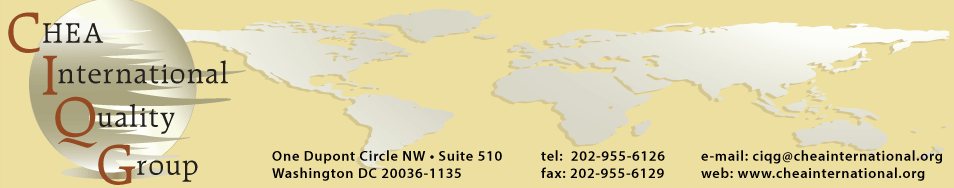 CHEA
International
Quality
Group
One Dupont Circle NW • Suite 510
Washington DC 20036-1135
tel: 202-955-6126
fax: 202-955-6129
e-mail: ciqg@cheainternational.org
web: www.cheainternational.org